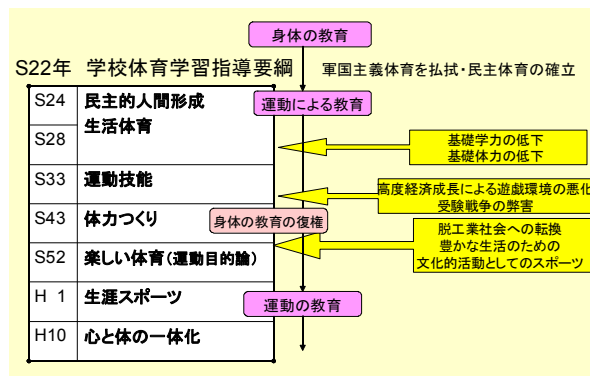 身体の教育
S22年 学校体育学習指導要綱
軍国主義体育を払拭・民主体育の確立
S24 民主的人間形成
生活体育
S28
運動による教育
基礎学力の低下
基礎体力の低下
S33 運動技能
高度経済成長による遊戯環境の悪化
受験戦争の弊害
S43 体力つくり
身体の教育の復権
脱工業社会への転換
豊かな生活のための
文化的活動としてのスポーツ
S52 楽しい体育(運動目的論)
H 1 生涯スポーツ
運動の教育
H10 心と体の一体化